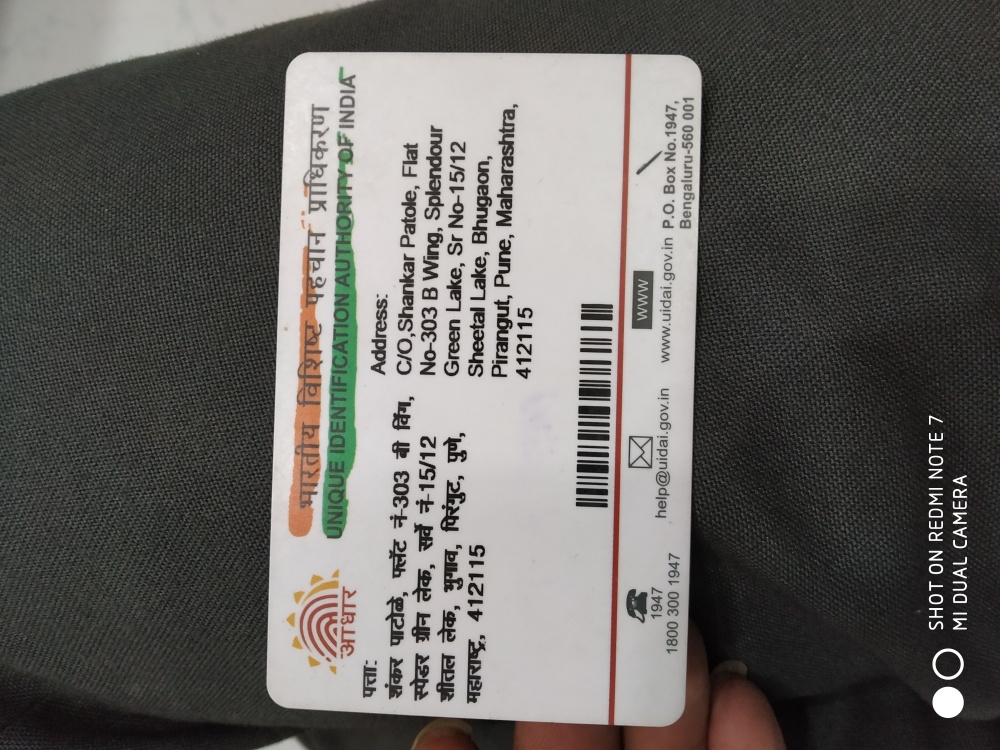 भारतीय विशिष्ट पहचान प्राधिकरण
UNIQUE IDENTIFICATION AUTHORITY OF INDIA
आधार
पत्ता:
शंकर पाटोळे, फ्लॅट नं-303 बी विंग,
स्पेडर ग्रीन लेक, सर्वे नं-15/12
शीतल लेक, भुगाव, पिरंगुट, पुणे,
महाराष्ट्र, 412115
Address:
C/O,Shankar Patole, Flat
No-303 B Wing, Splendour
Green Lake, Sr No-15/12
Sheetal Lake, Bhugaon,
Pirangut, Pune, Maharashtra,
412115
1947
1800 300 1947
help@uidai.gov.in
www
www.uidai.gov.in
P.O. Box No.1947,
Bengaluru-560 001
SHOT ON REDMI NOTE 7
MI DUAL CAMERA